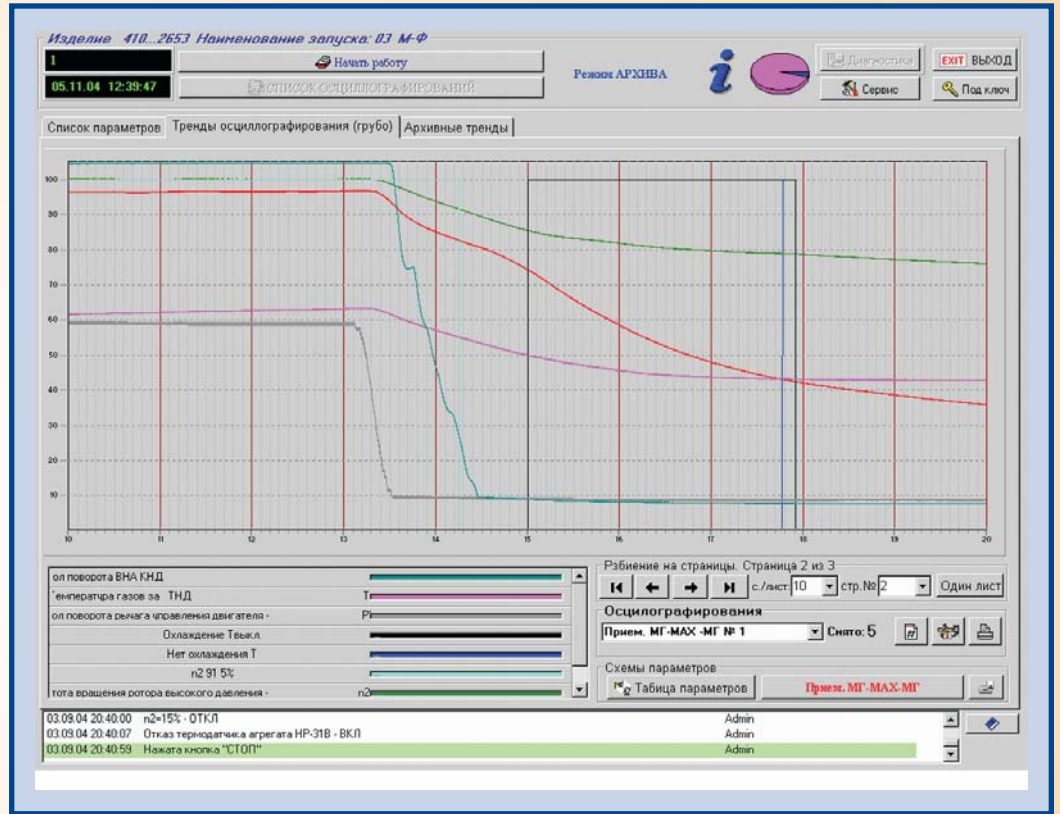 Изделие 410...2653 Наименование запуска: 03 М-Ф
1
Начать работу
05.11.04 12:39:47
СПИСОК ОСЦИЛЛОГРАФИРОВАНИЙ
Режим АРХИВА
Диагностика
EXIT ВЫХОД
Сервис
Под ключ
Список параметров
Тренды осциллографирования (грубо)
Архивные тренды
100
90
80
70
60
50
40
30
20
10
10 11 12 13 14 15 16 17 18 19 20
ол поворота ВНА КНД
емпература газов за ТНД Т
ол поворота рычага управления двигателя - Р
Охлаждение Твыкл
Нет охлаждения Т
n2 91 5%
тота вращения ротора высокого давления - n2
Рзбиение на страницы. Страница 2 из 3
с./лист. 10 стр.№ 2 Один лист
Осцилографирования
Прием. МГ-МАХ -МГ № 1 Снято: 5
Схемы параметров
Табица параметров
Прием. МГ-МАХ-МГ
03.09.04 20:40:00 n2=15% - ОТКЛ Admin
03.09.04 20:40:07 Отказ термодатчика агрегата НР-31В - ВКЛ Admin
03.09.04 20:40:59 Нажата кнопка "СТОП" Admin